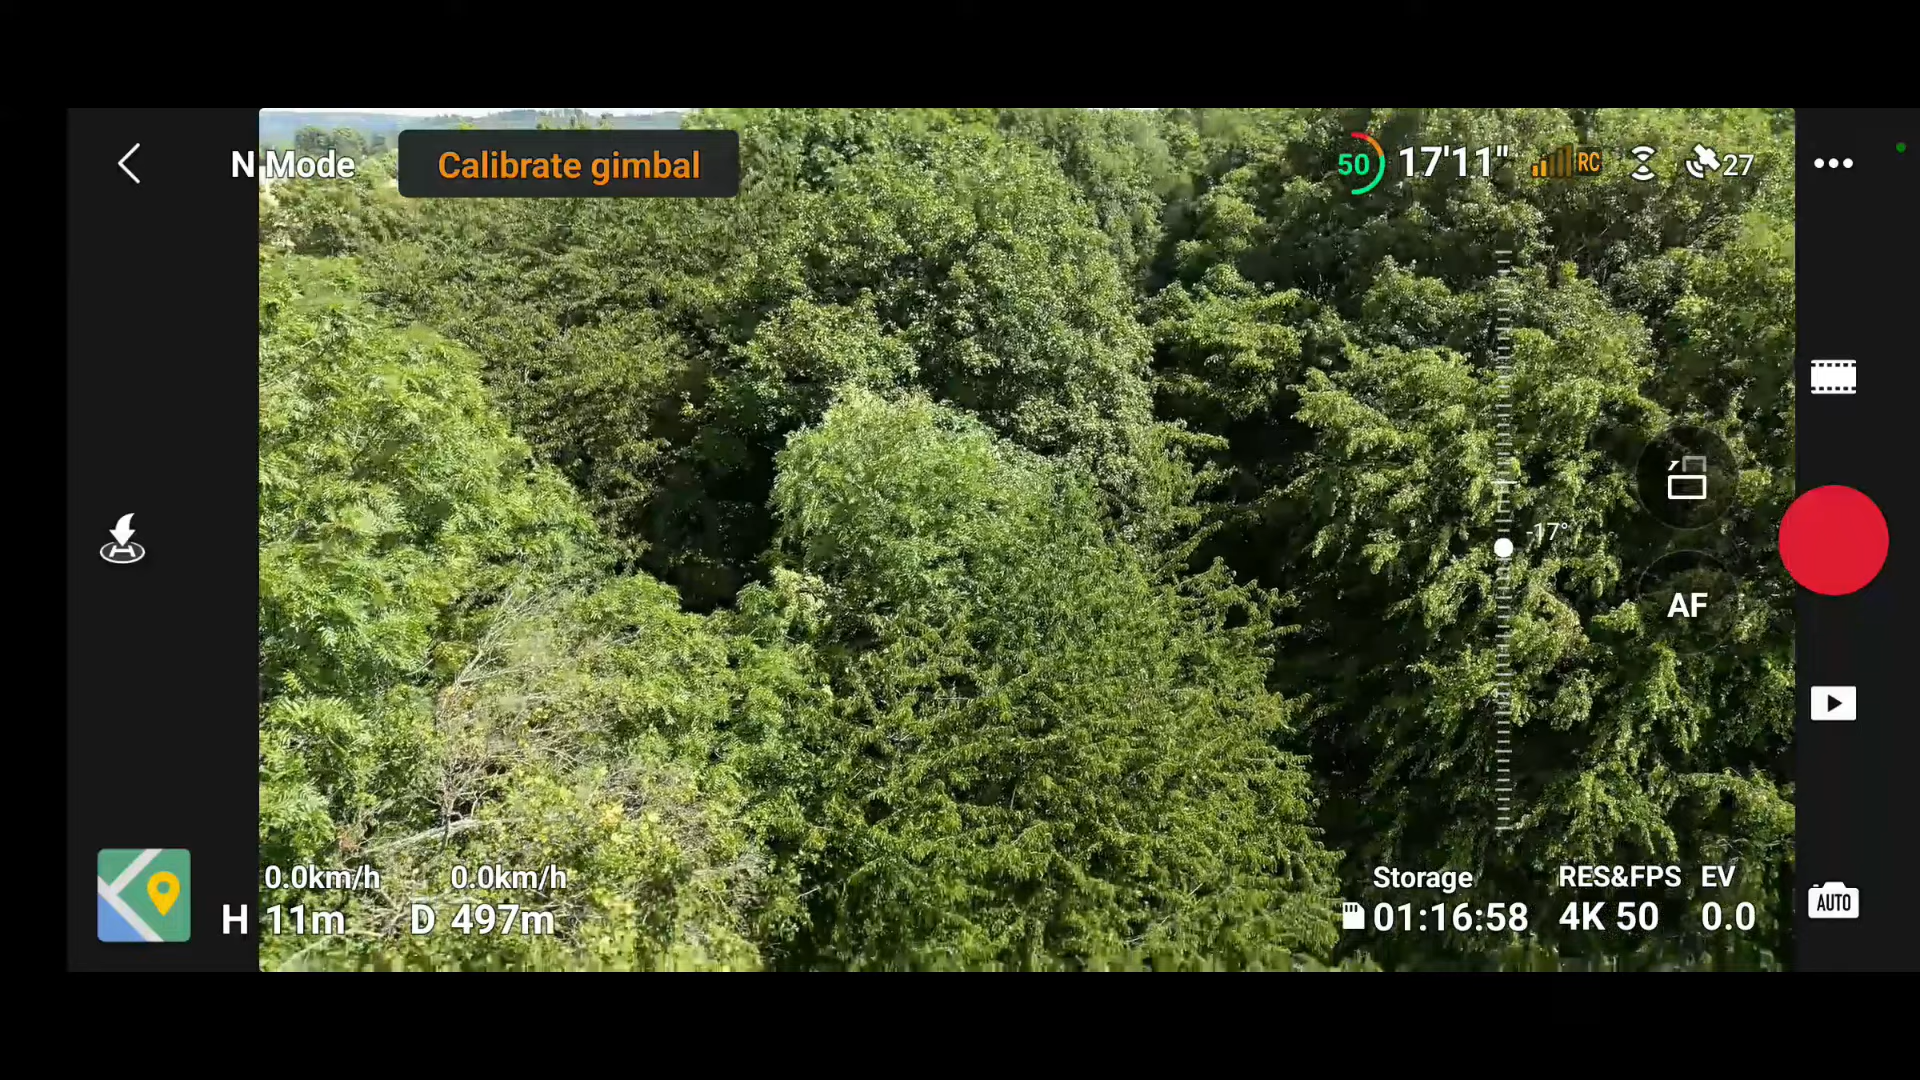 N Mode
Calibrate gimbal
50
17'11"
RC
27
-17°
AF
0.0km/h 0.0km/h
H 11m D 497m
Storage
01:16:58
RES&FPS
4K 50
EV
0.0
AUTO